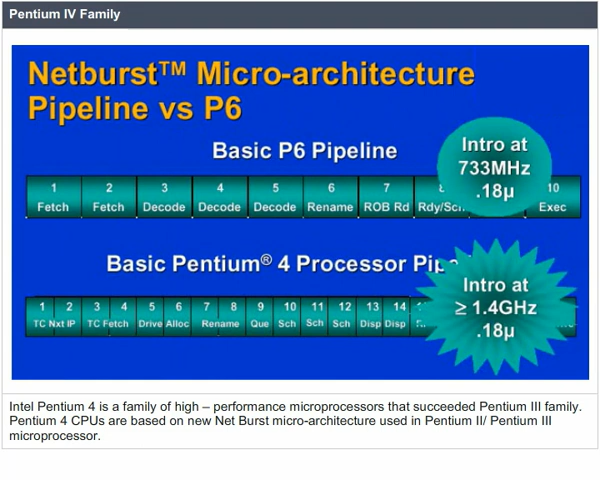 Pentium IV Family
Netburst™ Micro-architecture
Pipeline vs P6
Basic P6 Pipeline
Intro at
733MHz
.18µ
1 2 3 4 5 6 7 10
Fetch Fetch Decode Decode Decode Rename ROB Rd Rdy/Sch Exec
Basic Pentium® 4 Processor
Intro at
≥ 1.4GHz
.18µ
1 2 3 4 5 6 7 8 9 10 11 12 13 14
TC Nxt IP TC Fetch Drive Alloc Rename Que Sch Sch Sch Disp Disp
Intel Pentium 4 is a family of high – performance microprocessors that succeeded Pentium III family.
Pentium 4 CPUs are based on new Net Burst micro-architecture used in Pentium II/ Pentium III
microprocessor.